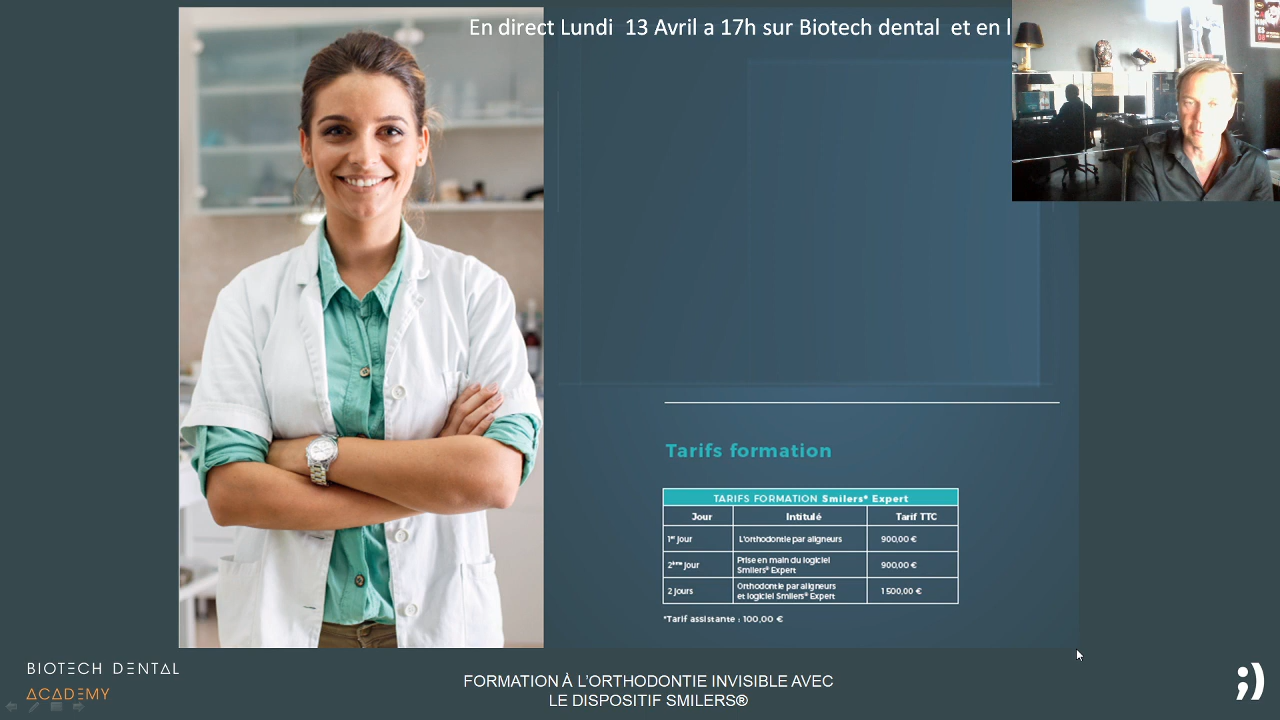 En direct Lundi  13 Avril a 17h sur Biotech dental  et en
Tarifs formation
TARIFS FORMATION Smilers® Expert
Jour Intitulé Tarif TTC
1er jour L'orthodontie par aligneurs 900,00 €
2ème jour Prise en main du logiciel
Smilers® Expert 900,00 €
2 jours Orthodontie par aligneurs
et logiciel Smilers® Expert 1 500,00 €
*Tarif assistante : 100,00 €
BIOTECH DENTAL
ACADEMY
FORMATION À L'ORTHODONTIE INVISIBLE AVEC
LE DISPOSITIF SMILERS®